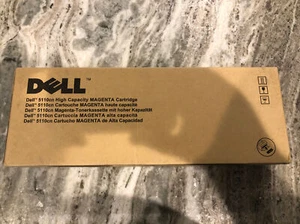 DELL™
Dell™ 5110cn High Capacity MAGENTA Cartridge
Dell™ 5110cn Cartouche MAGENTA haute capacité
Dell™ 5110cn Magenta-Tonerkassette mit hoher Kapazität
Dell™ 5110cn Cartuccia MAGENTA alta capacità
Dell™ 5110cn Cartucho MAGENTA de Alta Capacidad